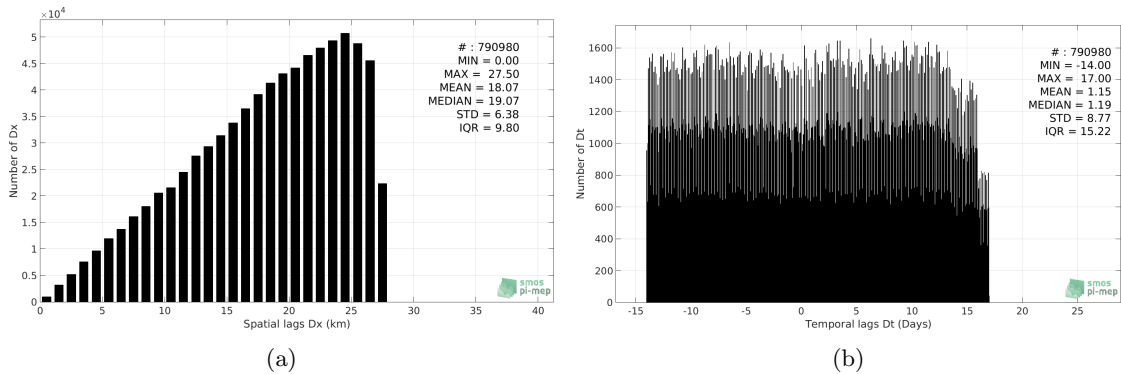 ×10⁴
5
4.5
4
3.5
3
2.5
2
1.5
1
0.5
0
Number of Dx
# : 790980
MIN = 0.00
MAX = 27.50
MEAN = 18.07
MEDIAN = 19.07
STD = 6.38
IQR = 9.80
smos
pi-mep
0 5 10 15 20 25 30 35 40
Spatial lags Dx (km)
(a)
1600
1400
1200
1000
800
600
400
200
0
Number of Dt
# : 790980
MIN = -14.00
MAX = 17.00
MEAN = 1.15
MEDIAN = 1.19
STD = 8.77
IQR = 15.22
smos
pi-mep
-15 -10 -5 0 5 10 15 20 25
Temporal lags Dt (Days)
(b)